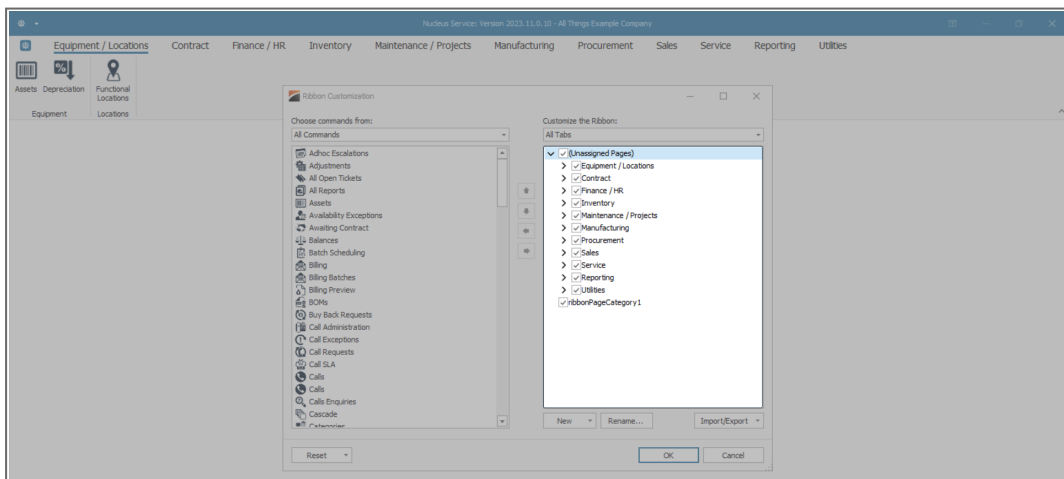 Nucleus Service: Version 2023.11.0.10 - All Things Example Company
Equipment / Locations Contract Finance / HR Inventory Maintenance / Projects Manufacturing Procurement Sales Service Reporting Utilities
Assets Depreciation Functional Locations
Equipment Locations
Ribbon Customization
Choose commands from:
All Commands
Adhoc Escalations
Adjustments
All Open Tickets
All Reports
Assets
Availability Exceptions
Awaiting Contract
Balances
Batch Scheduling
Billing
Billing Batches
Billing Preview
BOMs
Buy Back Requests
Call Administration
Call Exceptions
Call Requests
Call SLA
Calls
Calls
Calls Enquiries
Cascade
Categories
Customize the Ribbon:
All Tabs
(Unassigned Pages)
Equipment / Locations
Contract
Finance / HR
Inventory
Maintenance / Projects
Manufacturing
Procurement
Sales
Service
Reporting
Utilities
ribbonPageCategory1
New Rename... Import/Export
Reset OK Cancel